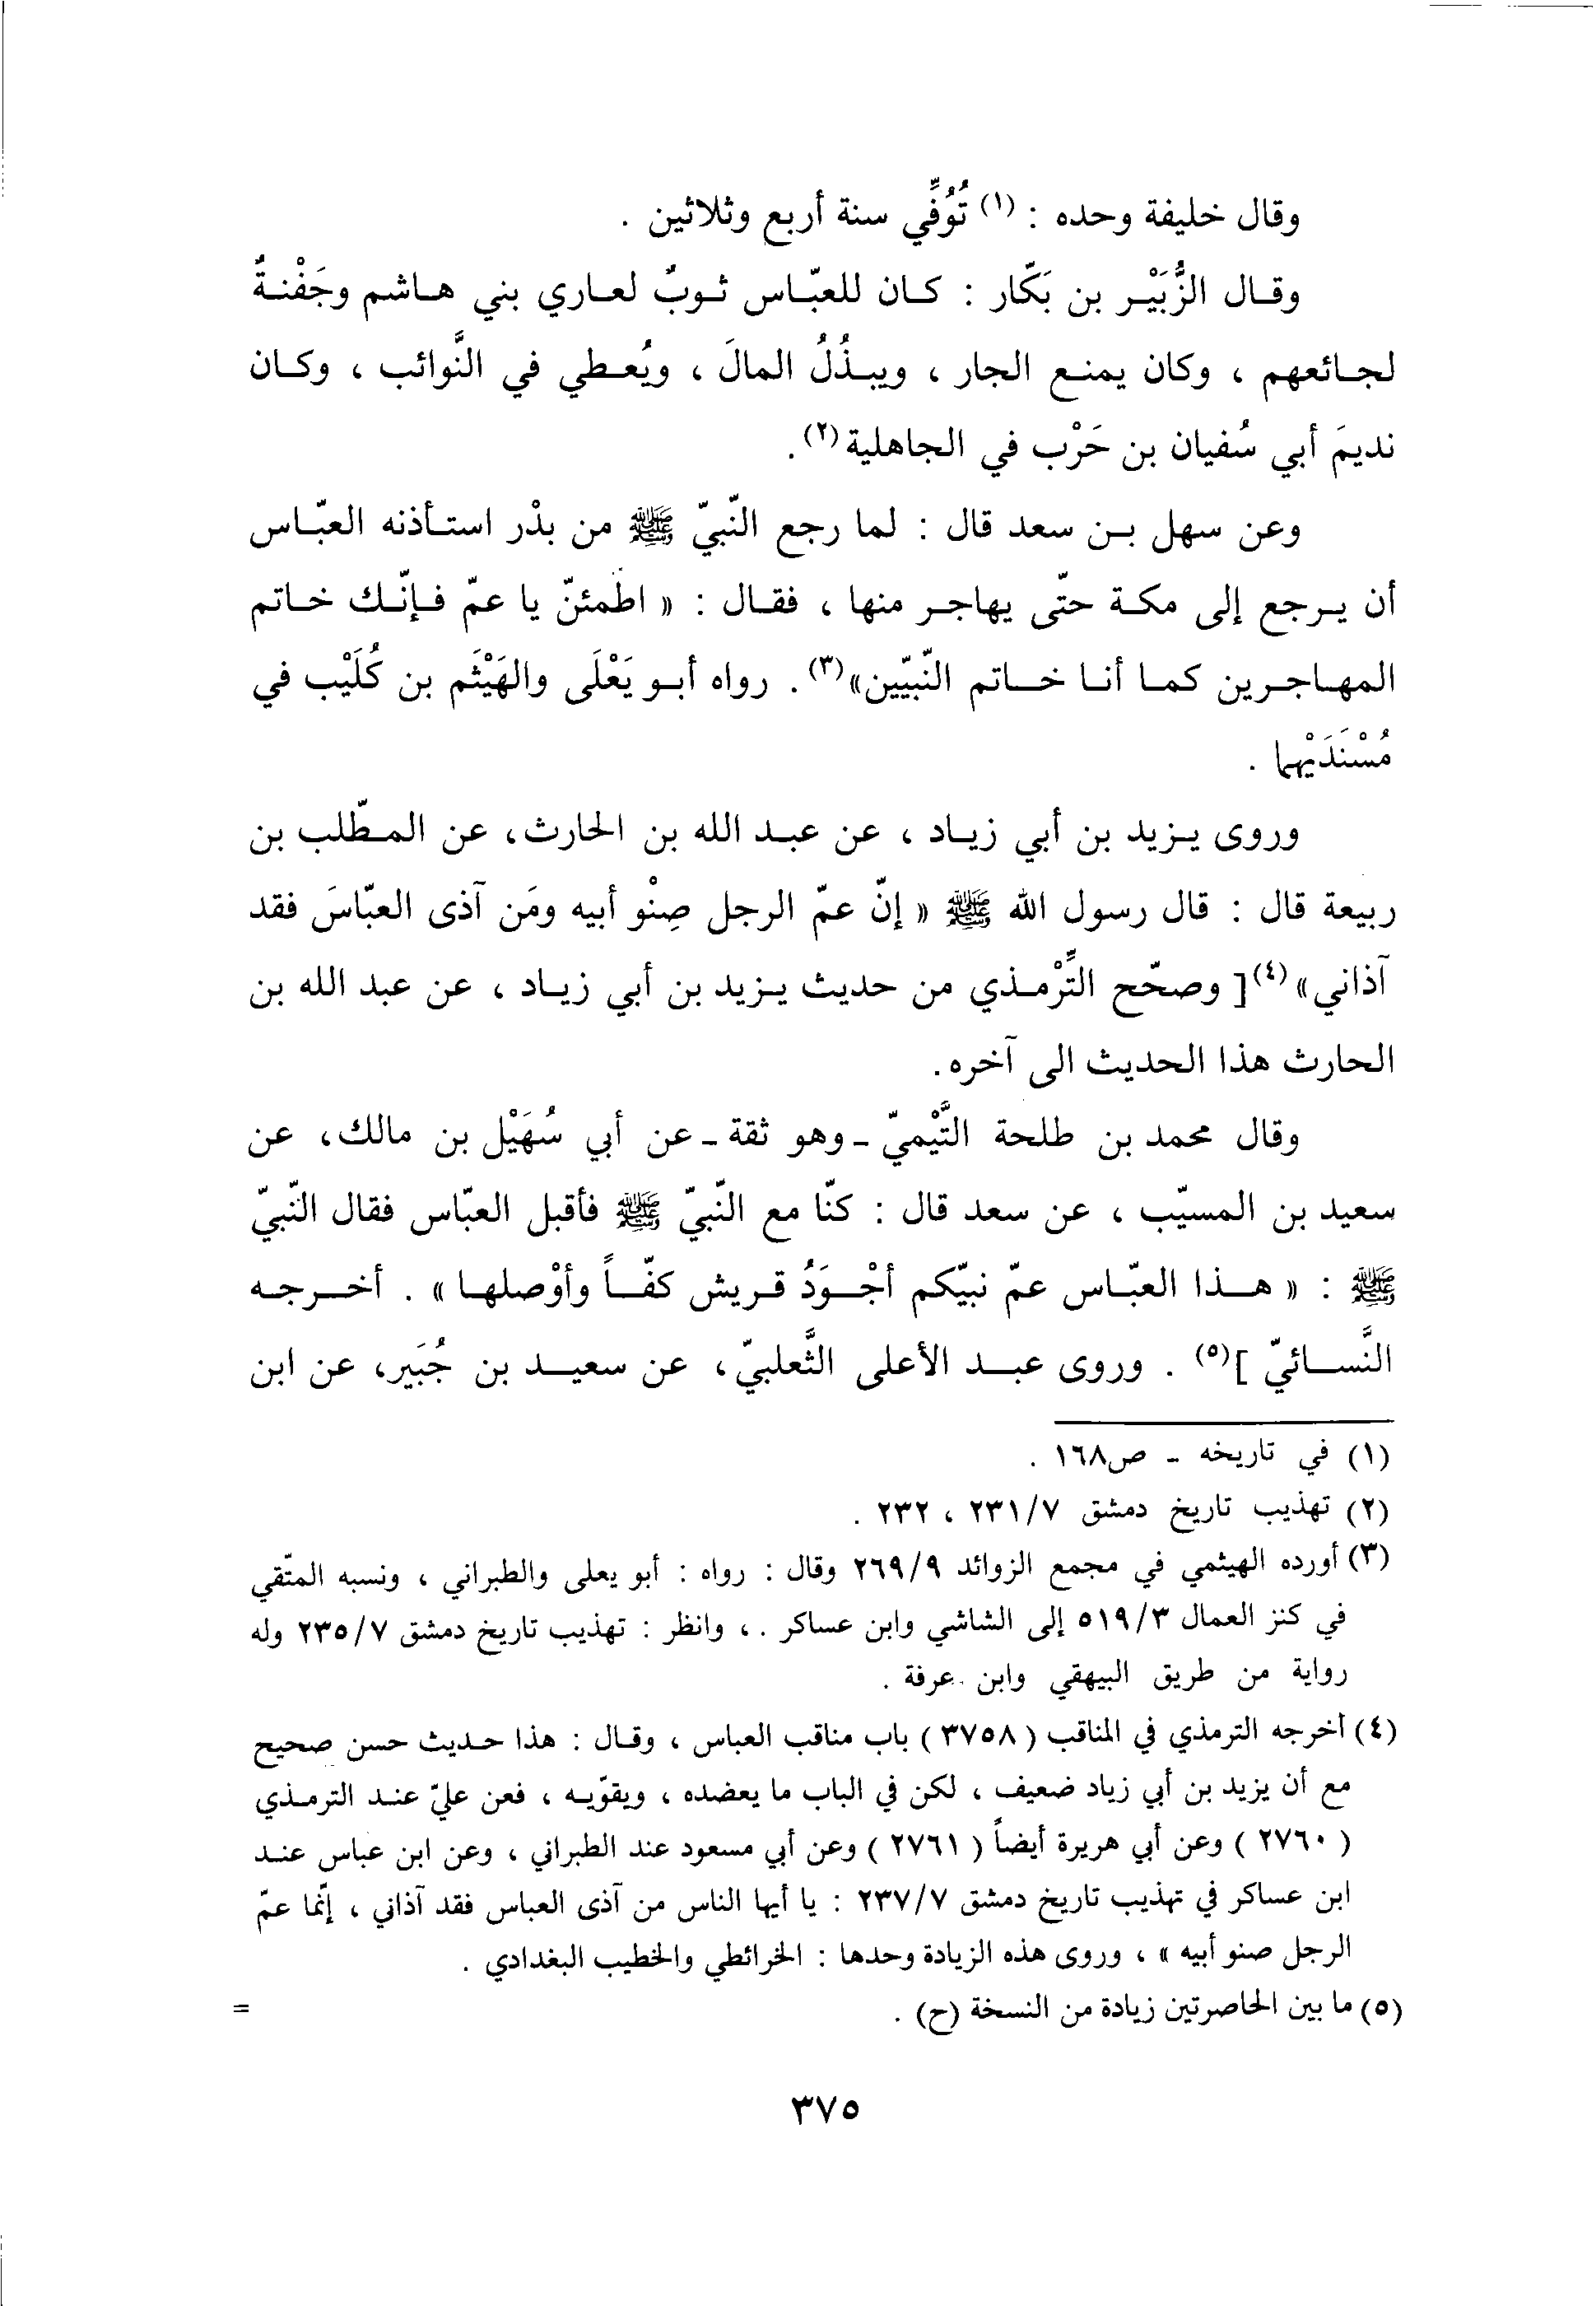 وقال خليفة وحده : (١) تُوُفِّي سنة أربع وثلاثين .
وقال الزُّبَيْر بن بَكّار : كان للعبّاس ثوبٌ لعاري بني هاشم وجَفْنةٌ
لجائعهم ، وكان يمنع الجار ، ويبذُلُ المالَ ، ويُعطي في النَّوائب ، وكان
نديمَ أبي سُفيان بن حَرْب في الجاهلية(٢) .
وعن سهل بن سعد قال : لما رجع النّبيّ ﷺ من بدْر استأذنه العبّاس
أن يرجع إلى مكة حتّى يهاجر منها ، فقال : « اطمئنّ يا عمّ فإنّك خاتم
المهاجرين كما أنا خاتم النّبيّين»(٣) . رواه أبو يَعْلَى والهَيْثَم بن كُلَيْب في
مُسْنَدَيْهما .
وروى يزيد بن أبي زياد ، عن عبد الله بن الحارث، عن المطّلب بن
ربيعة قال : قال رسول الله ﷺ « إنّ عمّ الرجل صِنْو أبيه ومَن آذى العبّاسَ فقد
آذاني»(٤)[ وصحّح التِّرْمذي من حديث يزيد بن أبي زياد ، عن عبد الله بن
الحارث هذا الحديث الى آخره.
وقال محمد بن طلحة التَّيْميّ ـ وهو ثقة ـ عن أبي سُهَيْل بن مالك، عن
سعيد بن المسيّب ، عن سعد قال : كنّا مع النّبيّ ﷺ فأقبل العبّاس فقال النّبيّ
ﷺ : « هذا العبّاس عمّ نبيّكم أجْوَدُ قريش كفّاً وأوْصلها » . أخرجه
النَّسائيّ ](٥) . وروى عبد الأعلى الثَّعلبيّ، عن سعيد بن جُبَير، عن ابن
(١) في تاريخه - ص١٦٨ .
(٢) تهذيب تاريخ دمشق ٢٣١/٧ ، ٢٣٢ .
(٣) أورده الهيثمي في مجمع الزوائد ٢٦٩/٩ وقال : رواه : أبو يعلى والطبراني ، ونسبه المتّقي
في كنز العمال ٥١٩/٣ إلى الشاشي وابن عساكر .، وانظر : تهذيب تاريخ دمشق ٢٣٥/٧ وله
رواية من طريق البيهقي وابن عرفة .
(٤) أخرجه الترمذي في المناقب ( ٣٧٥٨ ) باب مناقب العباس ، وقال : هذا حديث حسن صحيح
مع أن يزيد بن أبي زياد ضعيف ، لكن في الباب ما يعضده ، ويقوّيه ، فعن عليّ عند الترمذي
( ٢٧٦٠ ) وعن أبي هريرة أيضاً ( ٢٧٦١ ) وعن أبي مسعود عند الطبراني ، وعن ابن عباس عند
ابن عساكر في تهذيب تاريخ دمشق ٢٣٧/٧ : يا أيها الناس من آذى العباس فقد آذاني ، إنّما عمّ
الرجل صنو أبيه » ، وروى هذه الزيادة وحدها : الخرائطي والخطيب البغدادي .
(٥) ما بين الحاصرتين زيادة من النسخة (ح) . =
٣٧٥